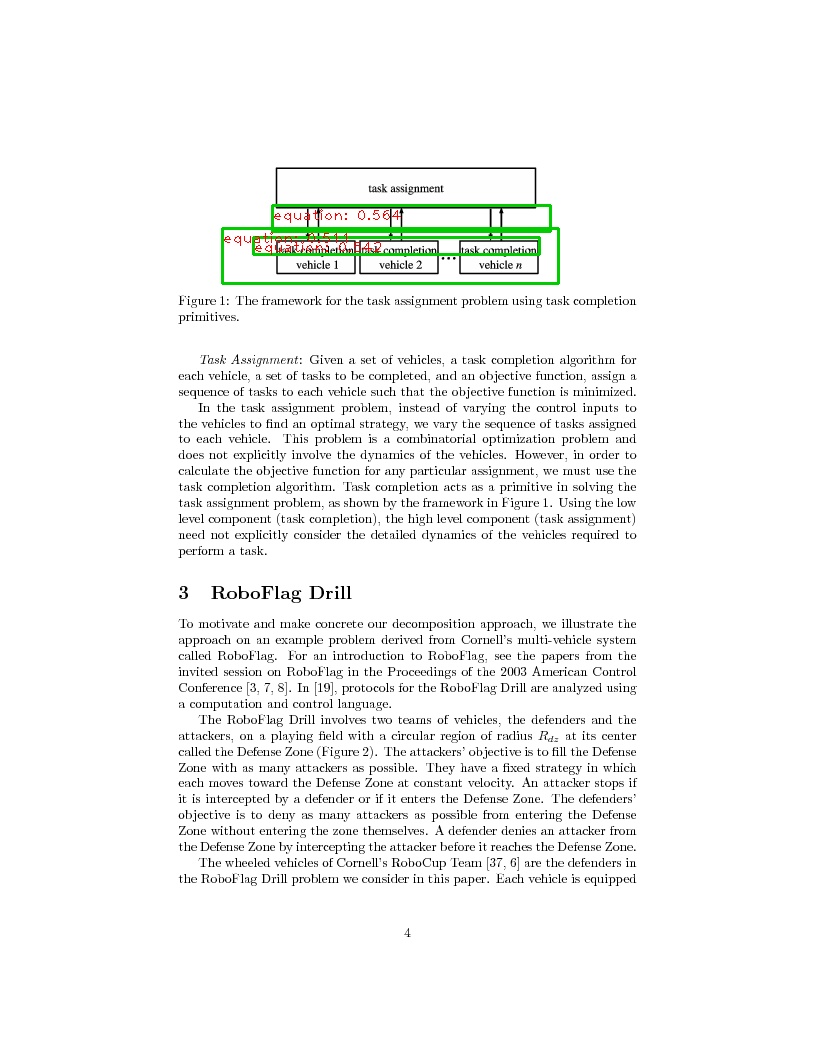 task assignment
equation: 0.564
equation: 0.511
equation: 0.542
task completion task completion task completion
vehicle 1 vehicle 2 ... vehicle n
Figure 1: The framework for the task assignment problem using task completion
primitives.
Task Assignment: Given a set of vehicles, a task completion algorithm for
each vehicle, a set of tasks to be completed, and an objective function, assign a
sequence of tasks to each vehicle such that the objective function is minimized.
In the task assignment problem, instead of varying the control inputs to
the vehicles to find an optimal strategy, we vary the sequence of tasks assigned
to each vehicle. This problem is a combinatorial optimization problem and
does not explicitly involve the dynamics of the vehicles. However, in order to
calculate the objective function for any particular assignment, we must use the
task completion algorithm. Task completion acts as a primitive in solving the
task assignment problem, as shown by the framework in Figure 1. Using the low
level component (task completion), the high level component (task assignment)
need not explicitly consider the detailed dynamics of the vehicles required to
perform a task.
3 RoboFlag Drill
To motivate and make concrete our decomposition approach, we illustrate the
approach on an example problem derived from Cornell's multi-vehicle system
called RoboFlag. For an introduction to RoboFlag, see the papers from the
invited session on RoboFlag in the Proceedings of the 2003 American Control
Conference [3, 7, 8]. In [19], protocols for the RoboFlag Drill are analyzed using
a computation and control language.
The RoboFlag Drill involves two teams of vehicles, the defenders and the
attackers, on a playing field with a circular region of radius R_dz at its center
called the Defense Zone (Figure 2). The attackers' objective is to fill the Defense
Zone with as many attackers as possible. They have a fixed strategy in which
each moves toward the Defense Zone at constant velocity. An attacker stops if
it is intercepted by a defender or if it enters the Defense Zone. The defenders'
objective is to deny as many attackers as possible from entering the Defense
Zone without entering the zone themselves. A defender denies an attacker from
the Defense Zone by intercepting the attacker before it reaches the Defense Zone.
The wheeled vehicles of Cornell's RoboCup Team [37, 6] are the defenders in
the RoboFlag Drill problem we consider in this paper. Each vehicle is equipped
4